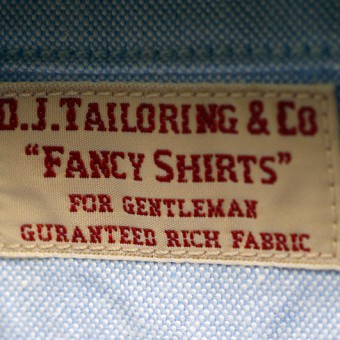 D.J. TAILORING & CO
"FANCY SHIRTS"
FOR GENTLEMAN
GURANTEED RICH FABRIC